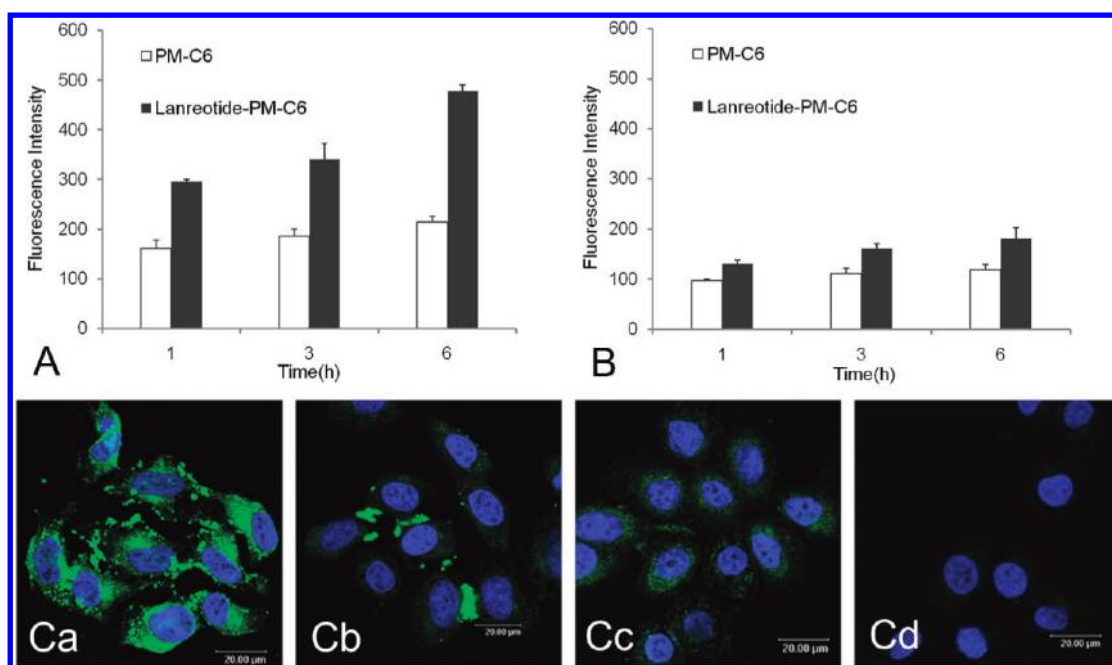 600
500
400
300
200
100
0
Fluorescence Intensity
PM-C6
Lanreotide-PM-C6
1
3
6
Time(h)
A
600
500
400
300
200
100
0
Fluorescence Intensity
PM-C6
Lanreotide-PM-C6
1
3
6
Time(h)
B
Ca
20.00 µm
Cb
20.00 µm
Cc
20.00 µm
Cd
20.00 µm